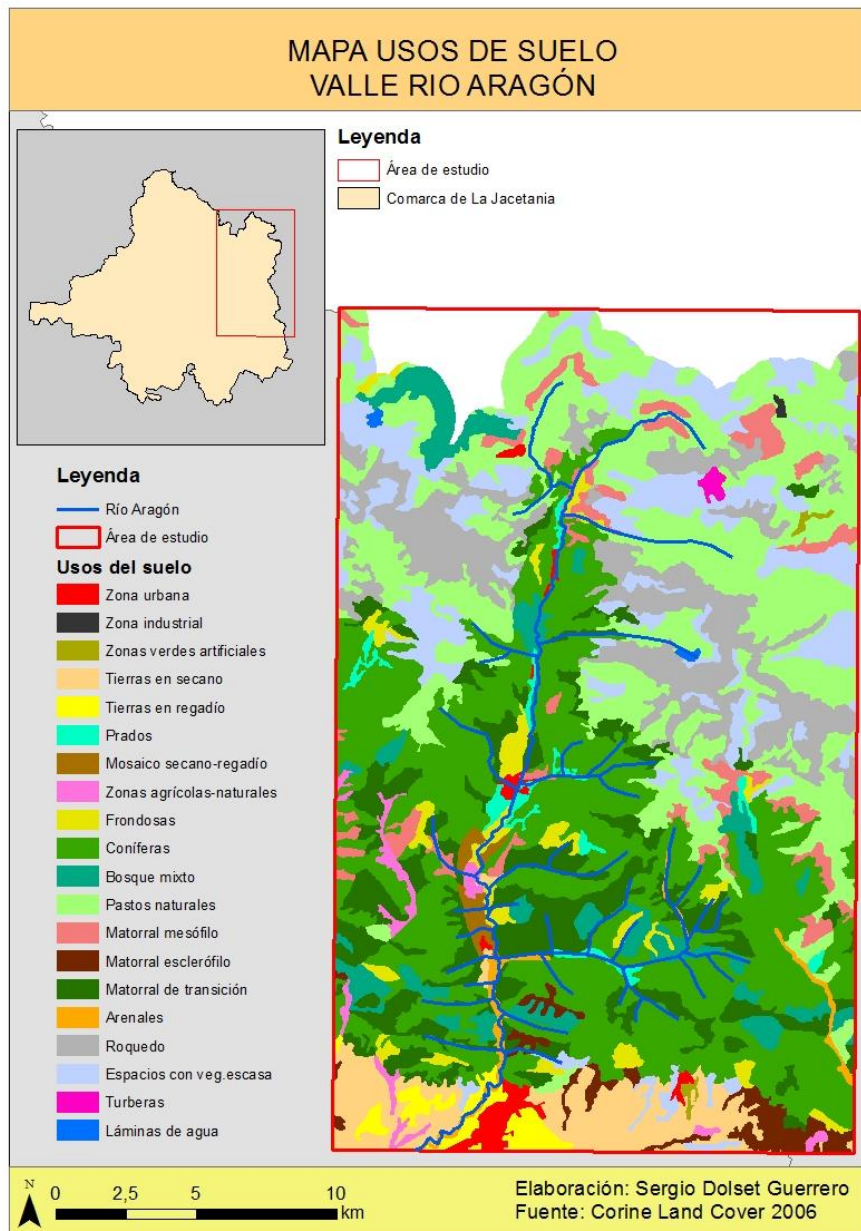 MAPA USOS DE SUELO
VALLE RIO ARAGÓN
Leyenda
Área de estudio
Comarca de La Jacetania
Leyenda
Río Aragón
Área de estudio
Usos del suelo
Zona urbana
Zona industrial
Zonas verdes artificiales
Tierras en secano
Tierras en regadío
Prados
Mosaico secano-regadío
Zonas agrícolas-naturales
Frondosas
Coníferas
Bosque mixto
Pastos naturales
Matorral mesófilo
Matorral esclerófilo
Matorral de transición
Arenales
Roquedo
Espacios con veg.escasa
Turberas
Láminas de agua
N
0 2,5 5 10
km
Elaboración: Sergio Dolset Guerrero
Fuente: Corine Land Cover 2006